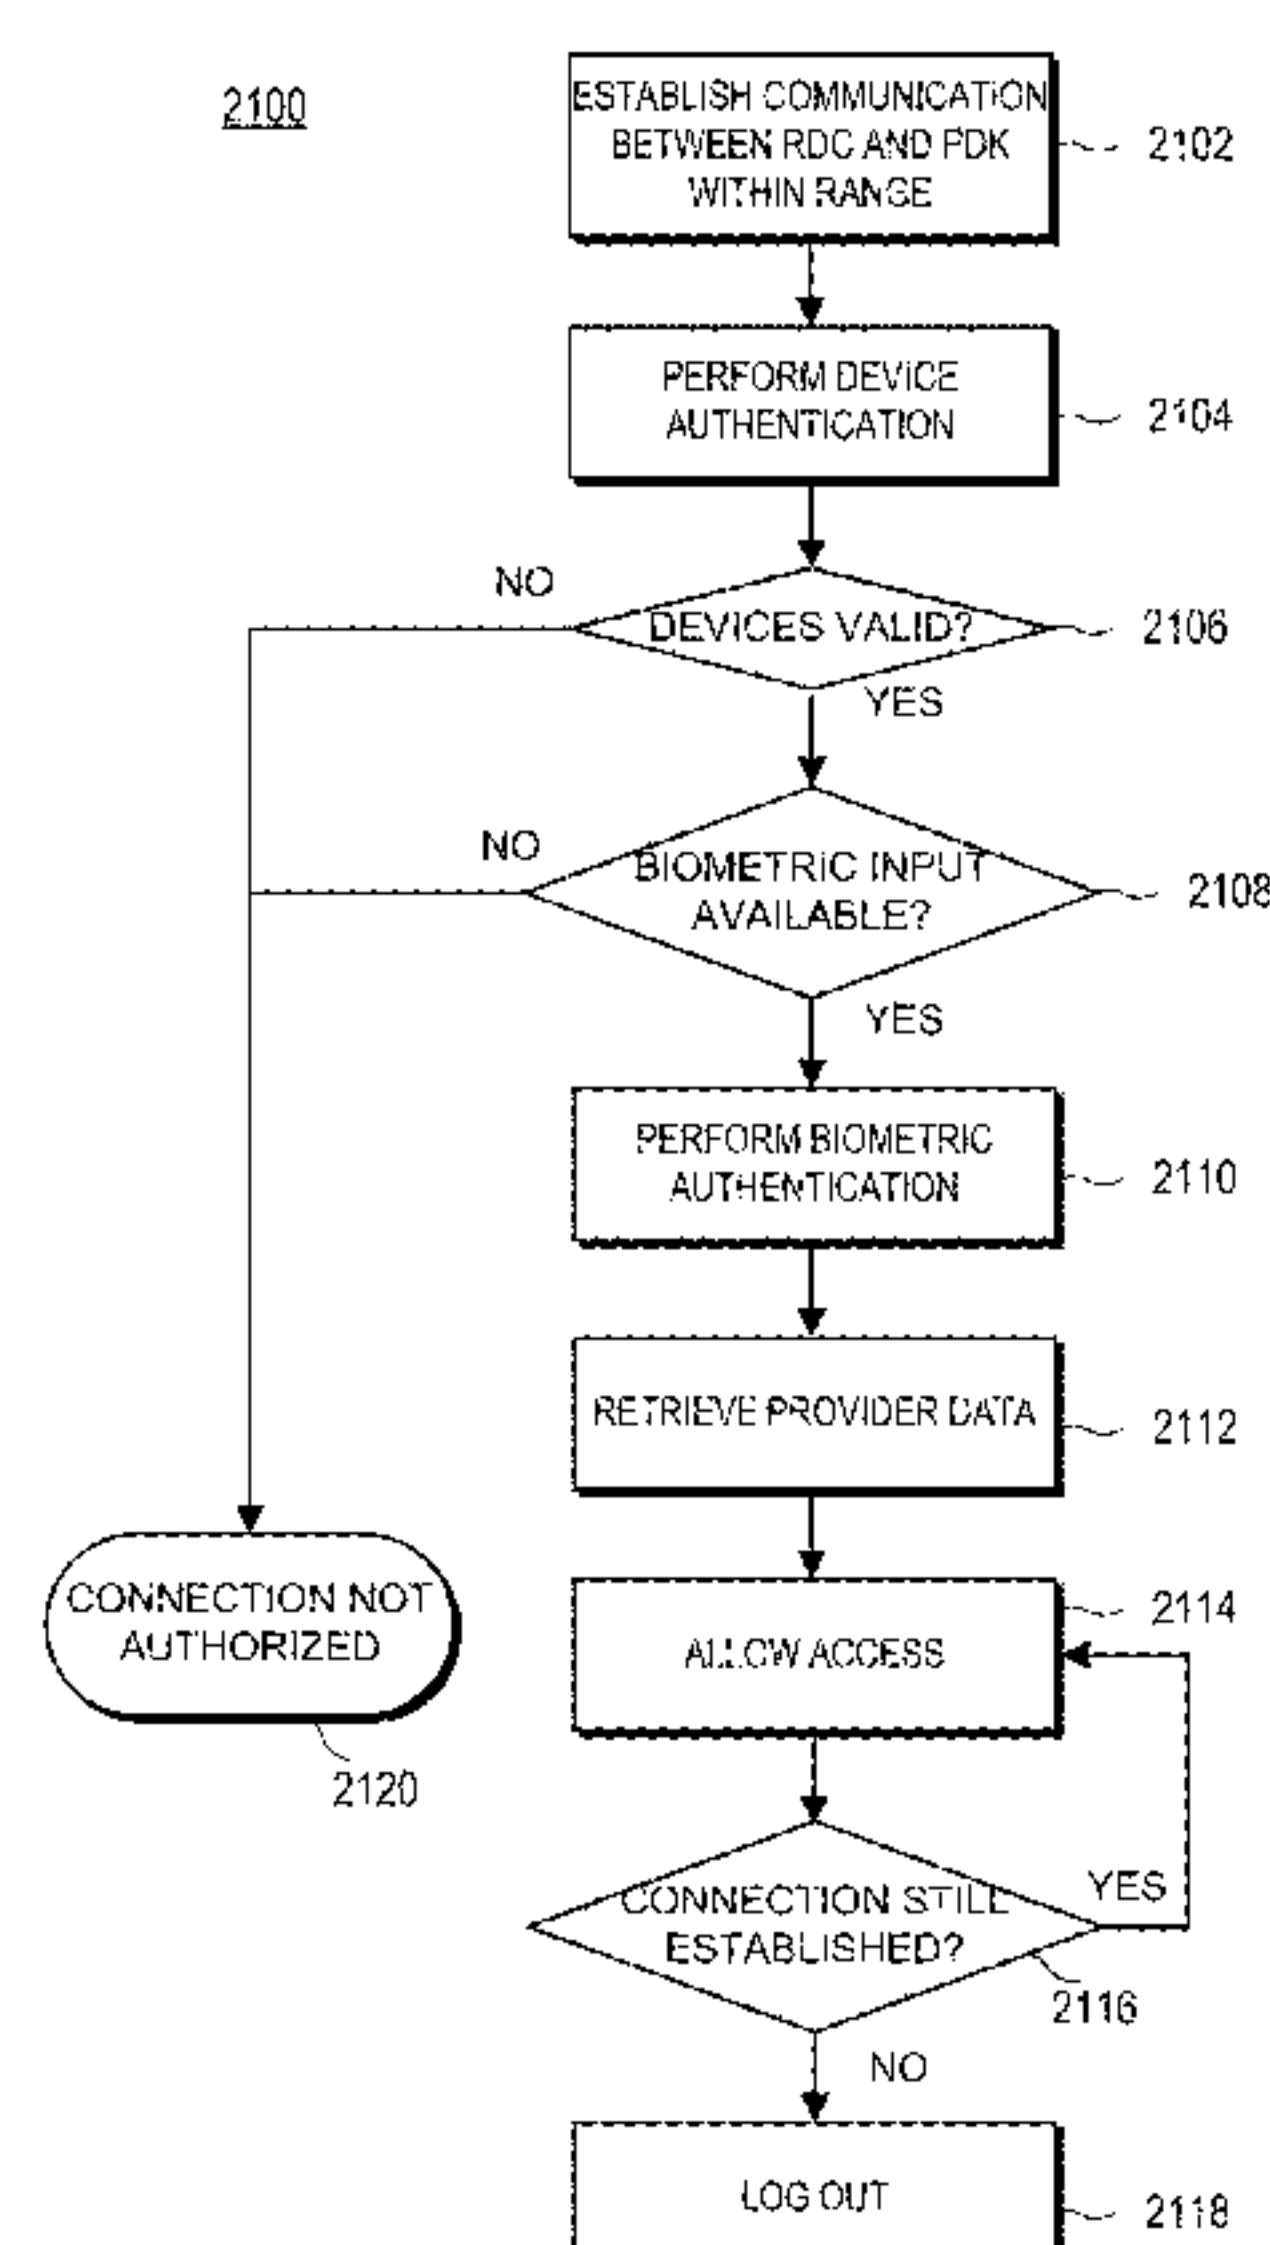 2100
ESTABLISH COMMUNICATION
BETWEEN RDC AND PDK
WITHIN RANGE
2102
PERFORM DEVICE
AUTHENTICATION
2104
NO
DEVICES VALID?
2106
YES
NO
BIOMETRIC INPUT
AVAILABLE?
2108
YES
PERFORM BIOMETRIC
AUTHENTICATION
2110
RETRIEVE PROVIDER DATA
2112
CONNECTION NOT
AUTHORIZED
2120
ALLOW ACCESS
2114
CONNECTION STILL
ESTABLISHED?
YES
2116
NO
LOG OUT
2118